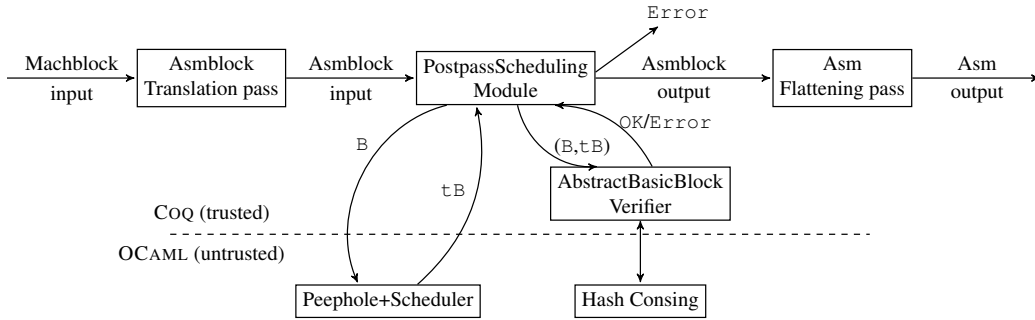 Error
Machblock
input
Asmblock
Translation pass
Asmblock
input
PostpassScheduling
Module
Asmblock
output
Asm
Flattening pass
Asm
output
OK/Error
B
(B,tB)
tB
AbstractBasicBlock
Verifier
COQ (trusted)
OCAML (untrusted)
Peephole+Scheduler
Hash Consing